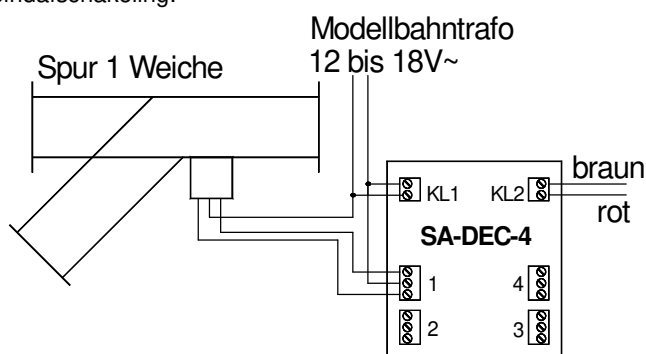 Modellbahntrafo
12 bis 18V~
Spur 1 Weiche
braun
rot
KL1 KL2
SA-DEC-4
1 4
2 3